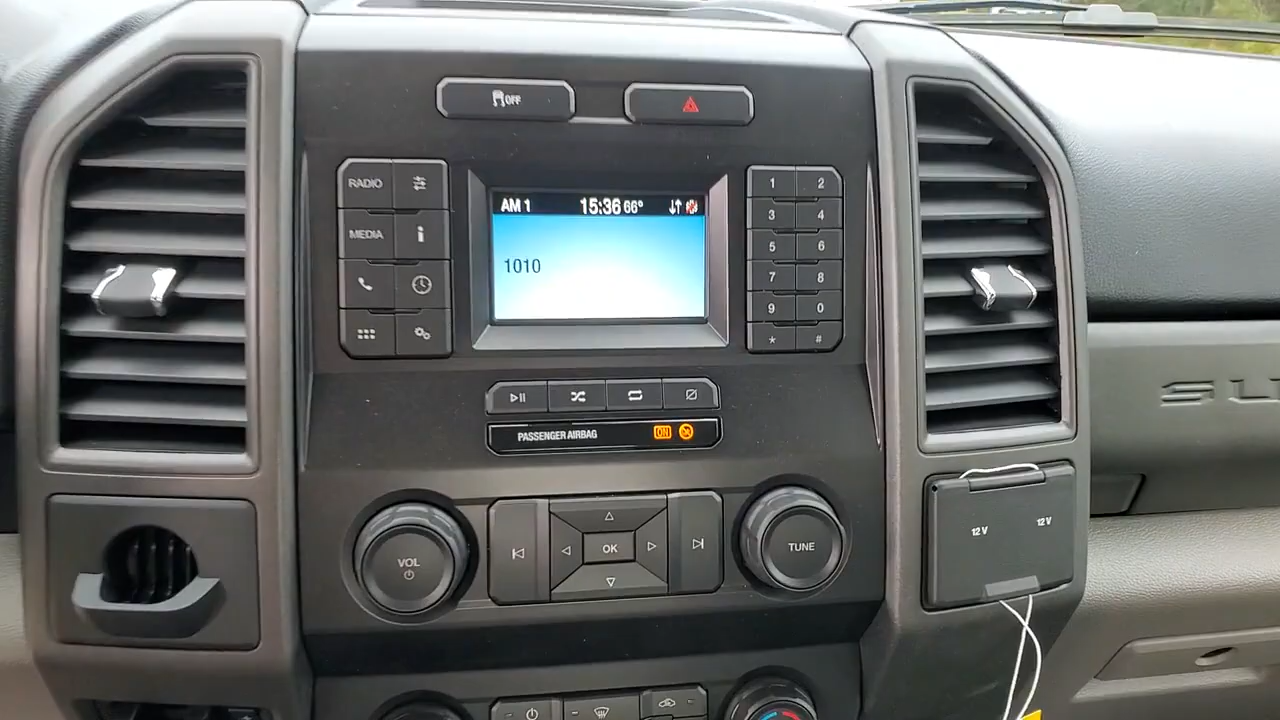 OFF
RADIO
MEDIA
AM 1 15:36 66°
1010
1 2
3 4
5 6
7 8
9 0
* #
PASSENGER AIRBAG ON
VOL
OK
TUNE
12 V 12 V